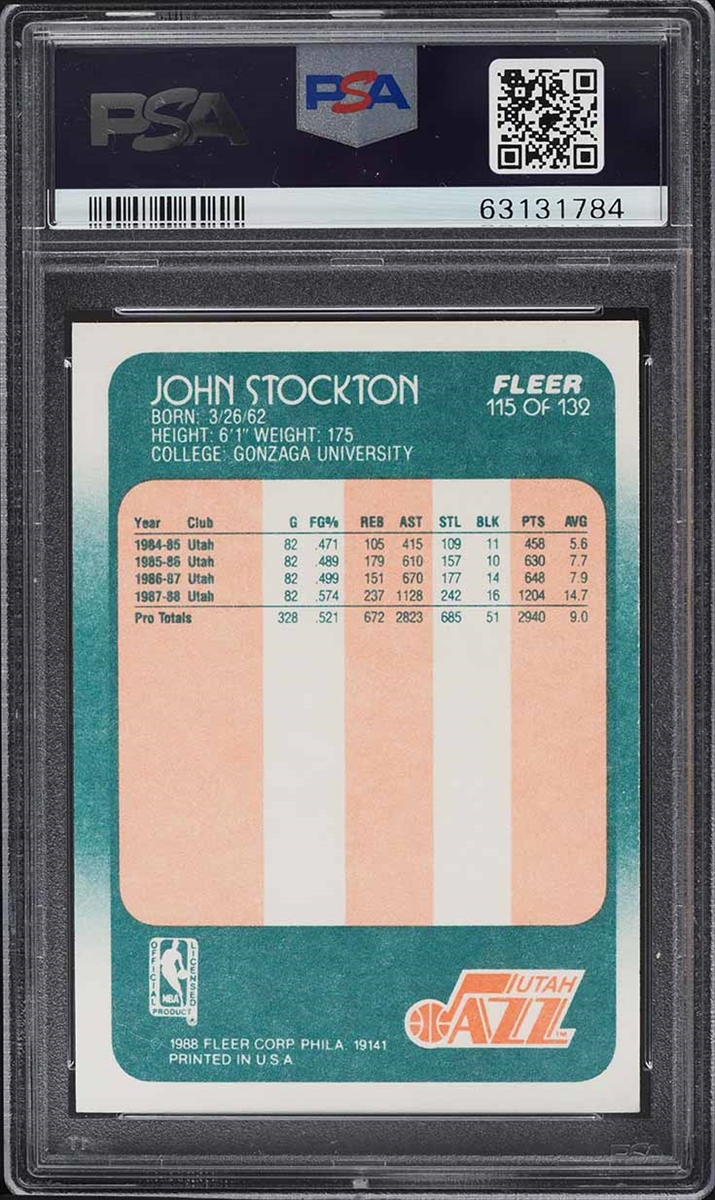 PSA
PSA
63131784
JOHN STOCKTON
FLEER
115 OF 132
BORN: 3/26/62
HEIGHT: 6'1" WEIGHT: 175
COLLEGE: GONZAGA UNIVERSITY
Year Club G FG% REB AST STL BLK PTS AVG
1984-85 Utah 82 .471 105 415 109 11 458 5.6
1985-86 Utah 82 .489 179 610 157 10 630 7.7
1986-87 Utah 82 .499 151 670 177 14 648 7.9
1987-88 Utah 82 .574 237 1128 242 16 1204 14.7
Pro Totals 328 .521 672 2823 685 51 2940 9.0
OFFICIAL
LICENSED
NBA
PRODUCT
UTAH
JAZZ
TM
© 1988 FLEER CORP PHILA. 19141
PRINTED IN U.S.A
PSA